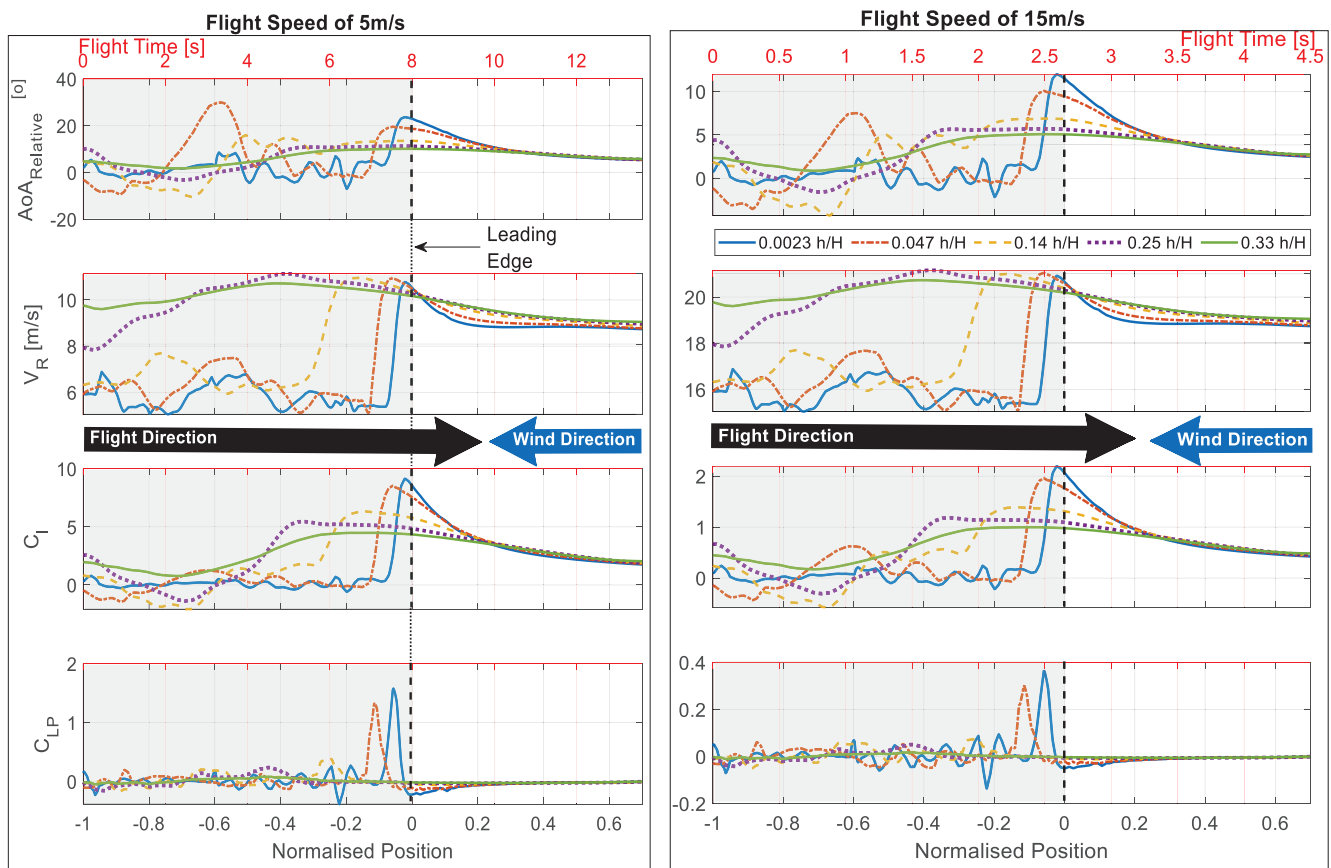 Flight Speed of 5m/s
Flight Time [s]
0 2 4 6 8 10 12
AoA_Relative [o]
40
20
0
-20
Leading
Edge
V_R [m/s]
10
8
6
Flight Direction
Wind Direction
C_l
10
5
0
C_LP
2
1
0
-1 -0.8 -0.6 -0.4 -0.2 0 0.2 0.4 0.6
Normalised Position
Flight Speed of 15m/s
Flight Time [s]
0 0.5 1 1.5 2 2.5 3 3.5 4 4.5
10
5
0
0.0023 h/H 0.047 h/H 0.14 h/H 0.25 h/H 0.33 h/H
20
18
16
Flight Direction
Wind Direction
2
1
0
0.4
0.2
0
-0.2
-1 -0.8 -0.6 -0.4 -0.2 0 0.2 0.4 0.6
Normalised Position